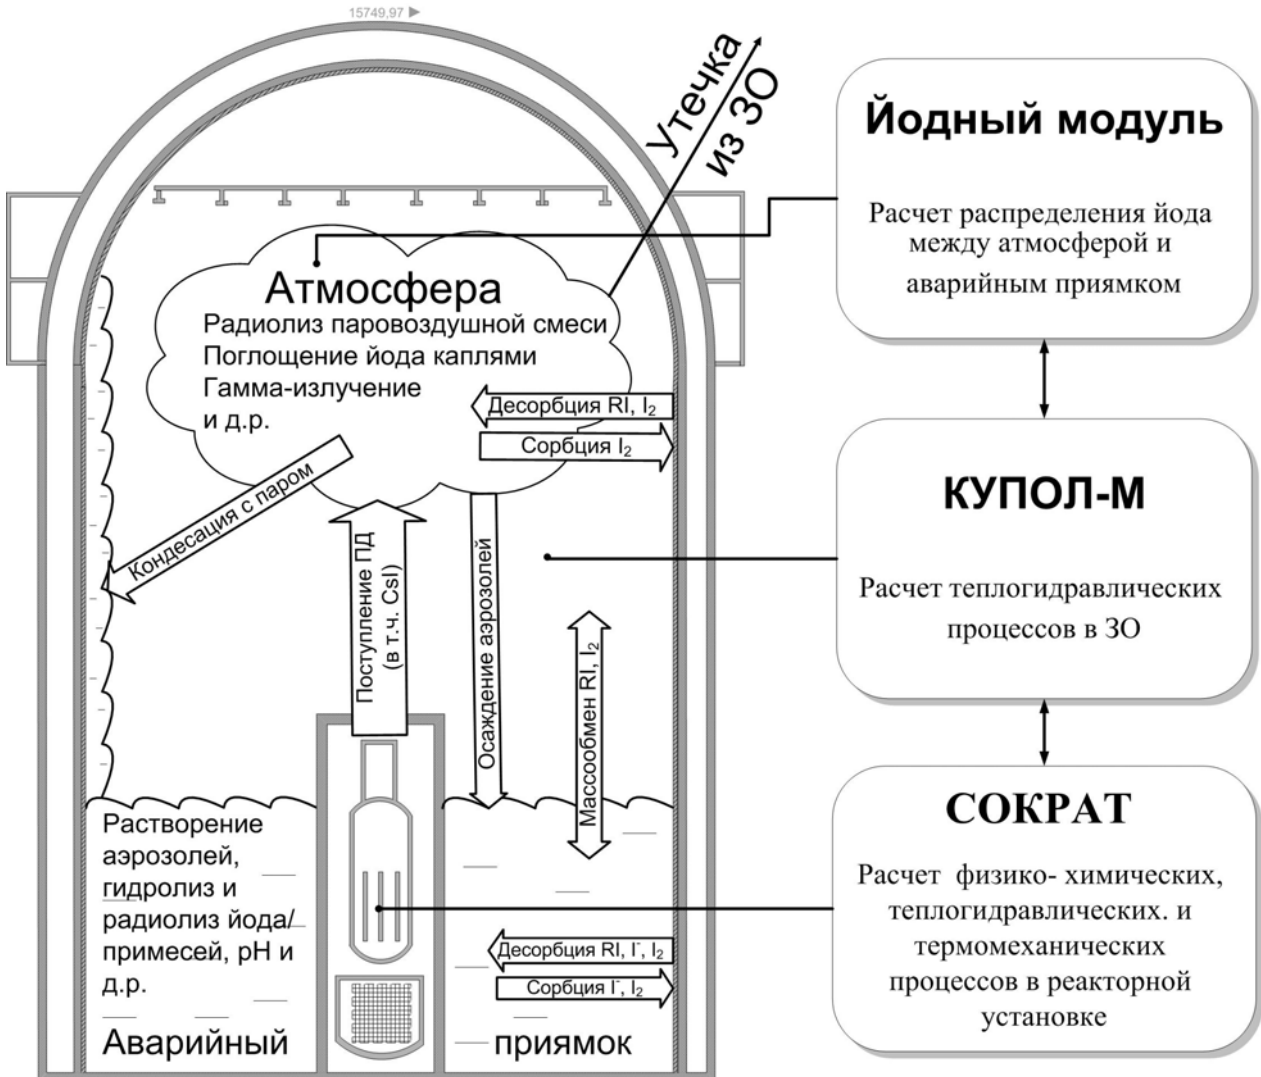 15749,97
Утечка
из ЗО
Атмосфера
Радиолиз паровоздушной смеси
Поглощение йода каплями
Гамма-излучение
и д.р.
Десорбция RI, I₂
Сорбция I₂
Кондесация с паром
Поступление ПД
(в т.ч. CsI)
Осаждение аэрозолей
Массообмен RI, I₂
Растворение
аэрозолей,
гидролиз и
радиолиз йода/
примесей, pH и
д.р.
Десорбция RI, I⁻, I₂
Сорбция I⁻, I₂
Аварийный приямок
Йодный модуль
Расчет распределения йода
между атмосферой и
аварийным приямком
КУПОЛ-М
Расчет теплогидравлических
процессов в ЗО
СОКРАТ
Расчет физико- химических,
теплогидравлических. и
термомеханических
процессов в реакторной
установке